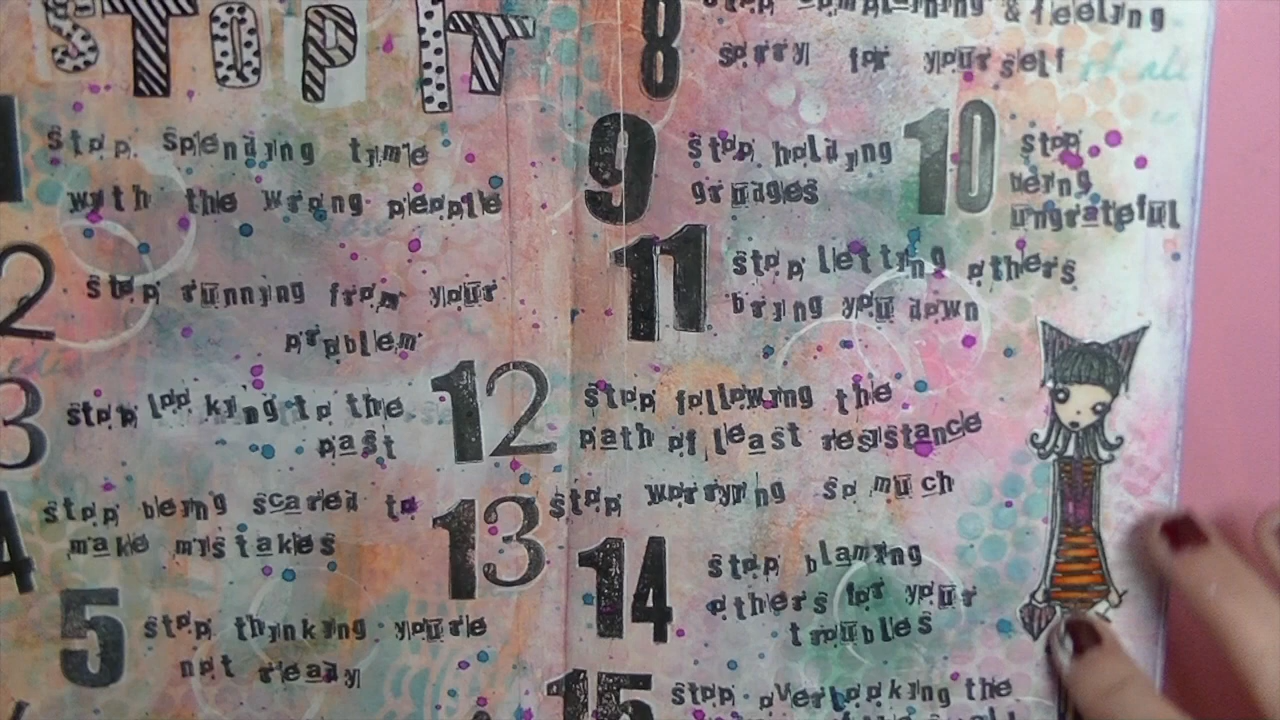 STOP IT
1 stop spending time
with the wrong people
2 stop running from your
problem
3 stop looking to the
past
4 stop being scared to
make mistakes
5 stop thinking youre
not ready
8 stop complaining & feeling
sorry for yourself
9 stop holding
grudges
10 stop
being
ungrateful
11 stop letting others
bring you down
12 stop following the
path of least resistance
13 stop worrying so much
14 stop blaming
others for your
troubles
15 stop overlooking the